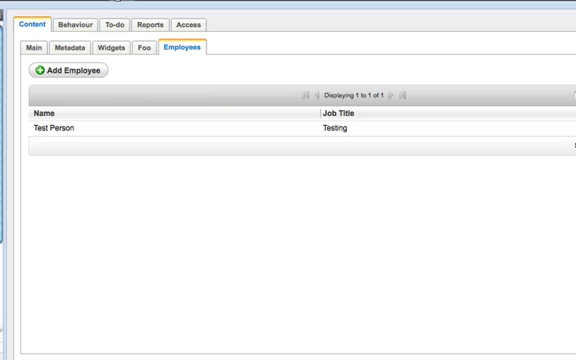 Content Behaviour To-do Reports Access
Main Metadata Widgets Foo Employees
Add Employee
Displaying 1 to 1 of 1
Name Job Title
Test Person Testing